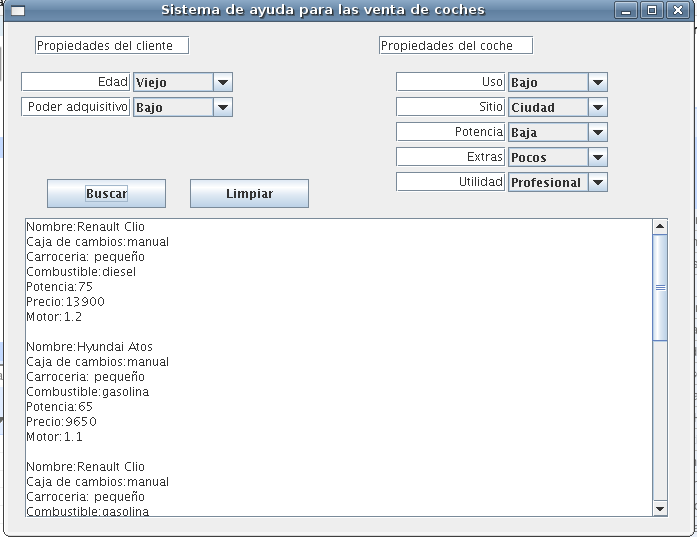 Sistema de ayuda para las venta de coches
Propiedades del cliente
Propiedades del coche
Edad Viejo
Poder adquisitivo Bajo
Uso Bajo
Sitio Ciudad
Potencia Baja
Extras Pocos
Utilidad Profesional
Buscar
Limpiar
Nombre:Renault Clio
Caja de cambios:manual
Carroceria: pequeño
Combustible:diesel
Potencia:75
Precio:13900
Motor:1.2
Nombre:Hyundai Atos
Caja de cambios:manual
Carroceria: pequeño
Combustible:gasolina
Potencia:65
Precio:9650
Motor:1.1
Nombre:Renault Clio
Caja de cambios:manual
Carroceria: pequeño
Combustible:gasolina